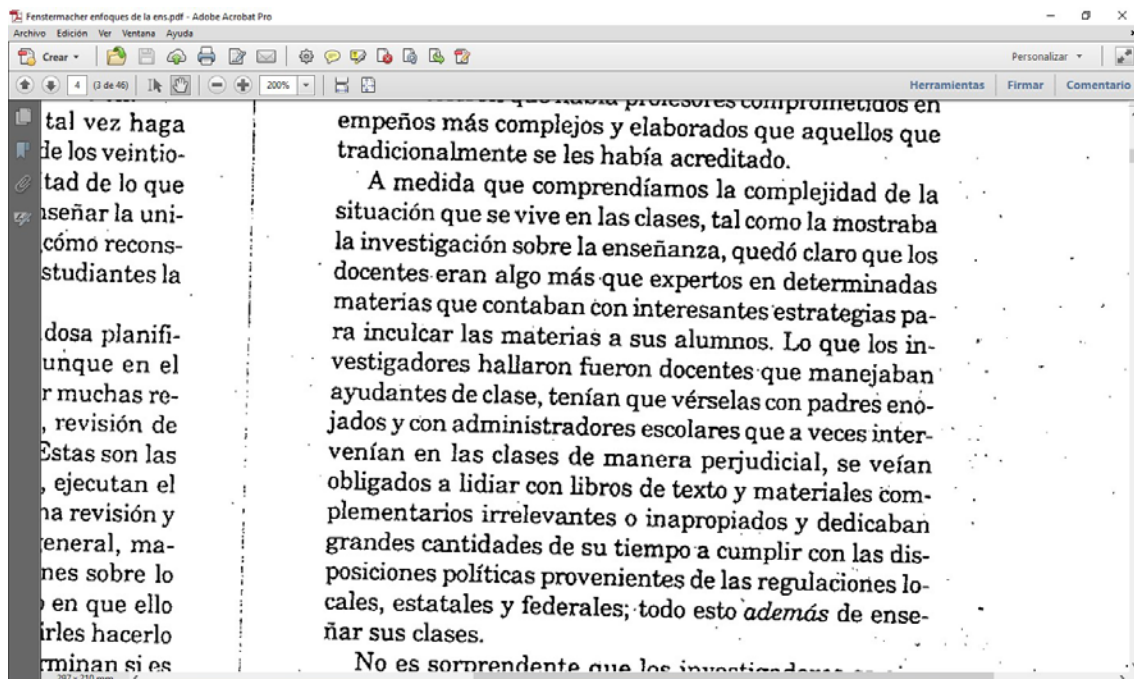 Fenstermacher enfoques de la ens.pdf - Adobe Acrobat Pro
Archivo Edición Ver Ventana Ayuda
Crear
Personalizar
4 (3 de 46) 200%
Herramientas Firmar Comentario
tal vez haga
de los veintio-
tad de lo que
nseñar la uni-
cómo recons-
studiantes la
dosa planifi-
unque en el
r muchas re-
, revisión de
Estas son las
, ejecutan el
na revisión y
eneral, ma-
nes sobre lo
en que ello
irles hacerlo
rminan si es
que había profesores comprometidos en
empeños más complejos y elaborados que aquellos que
tradicionalmente se les había acreditado.
A medida que comprendíamos la complejidad de la
situación que se vive en las clases, tal como la mostraba
la investigación sobre la enseñanza, quedó claro que los
docentes eran algo más que expertos en determinadas
materias que contaban con interesantes estrategias pa-
ra inculcar las materias a sus alumnos. Lo que los in-
vestigadores hallaron fueron docentes que manejaban
ayudantes de clase, tenían que vérselas con padres eno-
jados y con administradores escolares que a veces inter-
venían en las clases de manera perjudicial, se veían
obligados a lidiar con libros de texto y materiales com-
plementarios irrelevantes o inapropiados y dedicaban
grandes cantidades de su tiempo a cumplir con las dis-
posiciones políticas provenientes de las regulaciones lo-
cales, estatales y federales; todo esto además de ense-
ñar sus clases.
No es sorprendente que los
297 x 210 mm